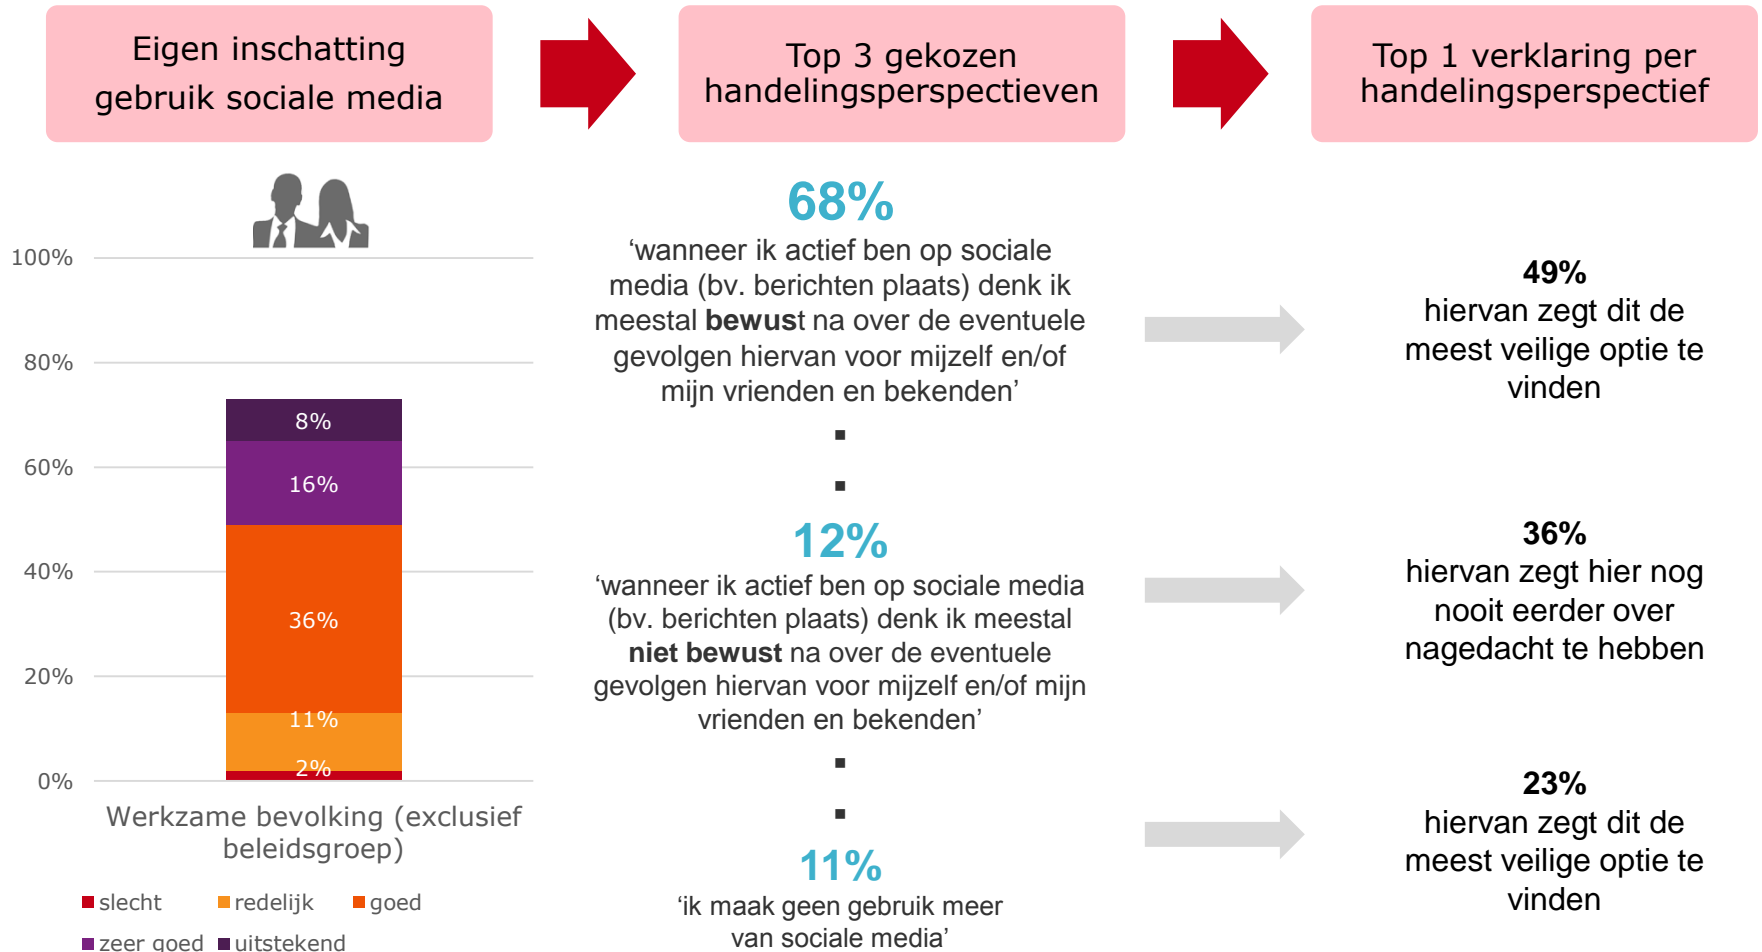 Eigen inschatting
gebruik sociale media
Top 3 gekozen
handelingsperspectieven
Top 1 verklaring per
handelingsperspectief
100%
80%
60%
40%
20%
0%
8%
16%
36%
11%
2%
Werkzame bevolking (exclusief
beleidsgroep)
slecht
redelijk
goed
zeer goed
uitstekend
68%
‘wanneer ik actief ben op sociale
media (bv. berichten plaats) denk ik
meestal bewust na over de eventuele
gevolgen hiervan voor mijzelf en/of
mijn vrienden en bekenden’
12%
‘wanneer ik actief ben op sociale media
(bv. berichten plaats) denk ik meestal
niet bewust na over de eventuele
gevolgen hiervan voor mijzelf en/of mijn
vrienden en bekenden’
11%
‘ik maak geen gebruik meer
van sociale media’
49%
hiervan zegt dit de
meest veilige optie te
vinden
36%
hiervan zegt hier nog
nooit eerder over
nagedacht te hebben
23%
hiervan zegt dit de
meest veilige optie te
vinden